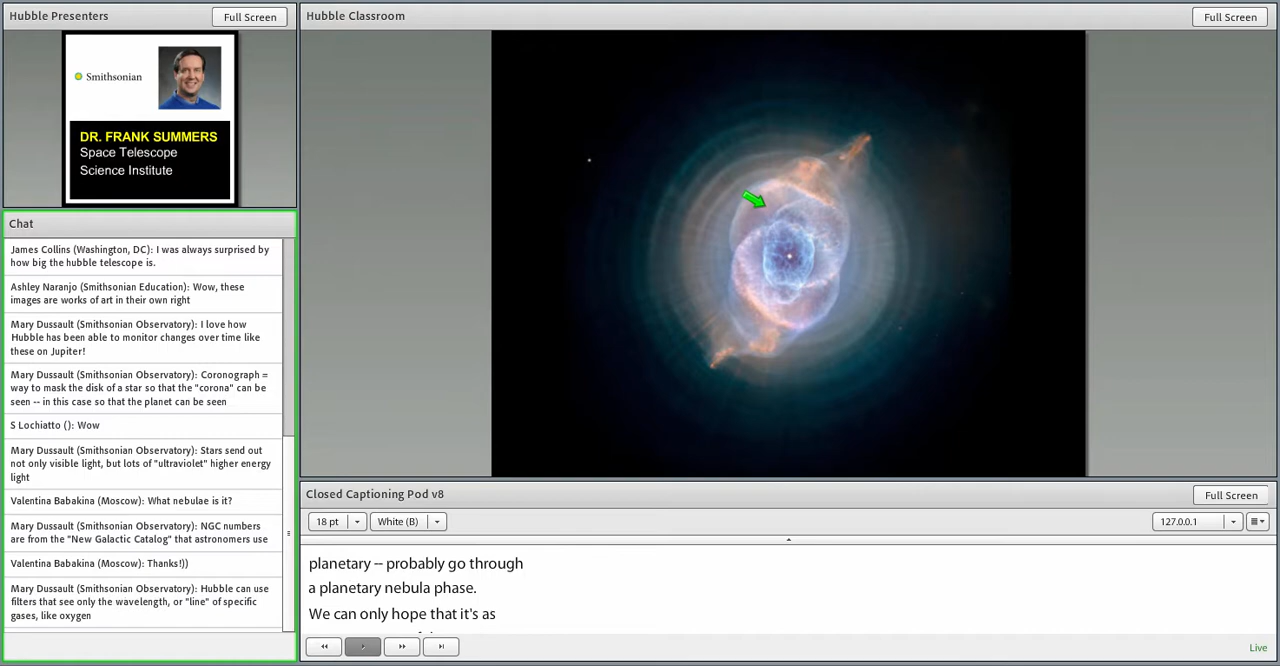 Hubble Presenters
Full Screen
Smithsonian
DR. FRANK SUMMERS
Space Telescope
Science Institute
Chat
James Collins (Washington, DC): I was always surprised by
how big the hubble telescope is.
Ashley Naranjo (Smithsonian Education): Wow, these
images are works of art in their own right
Mary Dussault (Smithsonian Observatory): I love how
Hubble has been able to monitor changes over time like
these on Jupiter!
Mary Dussault (Smithsonian Observatory): Coronograph =
way to mask the disk of a star so that the "corona" can be
seen -- in this case so that the planet can be seen
S Lochiatto (): Wow
Mary Dussault (Smithsonian Observatory): Stars send out
not only visible light, but lots of "ultraviolet" higher energy
light
Valentina Babakina (Moscow): What nebulae is it?
Mary Dussault (Smithsonian Observatory): NGC numbers
are from the "New Galactic Catalog" that astronomers use
Valentina Babakina (Moscow): Thanks!))
Mary Dussault (Smithsonian Observatory): Hubble can use
filters that see only the wavelength, or "line" of specific
gases, like oxygen
Hubble Classroom
Full Screen
Closed Captioning Pod v8
Full Screen
18 pt
White (B)
127.0.0.1
planetary -- probably go through
a planetary nebula phase.
We can only hope that it's as
Live